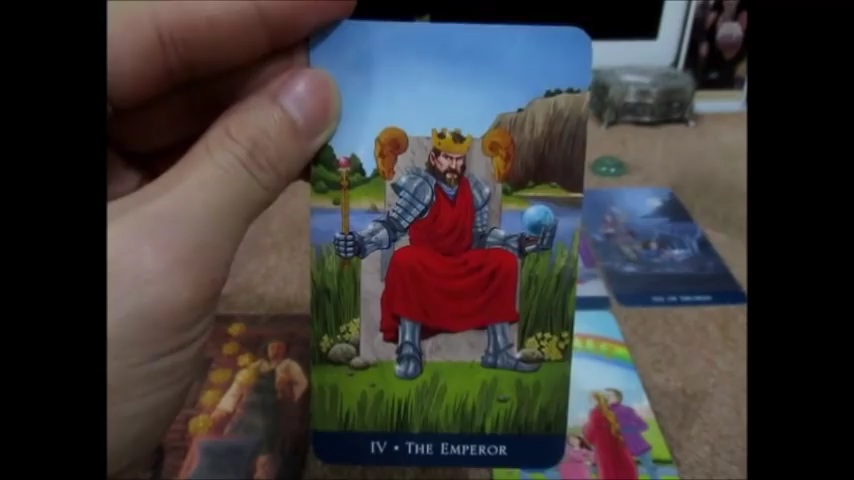 IV • THE EMPEROR